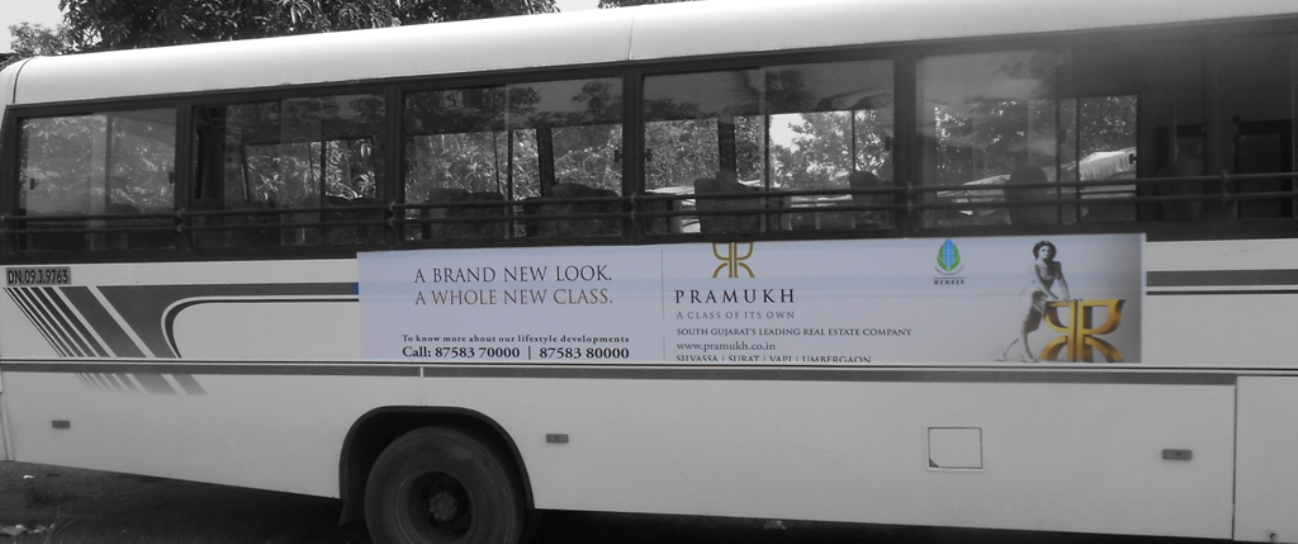 DN.09.J.9763
A BRAND NEW LOOK.
A WHOLE NEW CLASS.
To know more about our lifestyle developments
Call: 87583 70000 | 87583 80000
PRAMUKH
A CLASS OF ITS OWN
SOUTH GUJARAT'S LEADING REAL ESTATE COMPANY
www.pramukh.co.in
SILVASSA | SURAT | VAPI | UMBERGAON
MEMBER